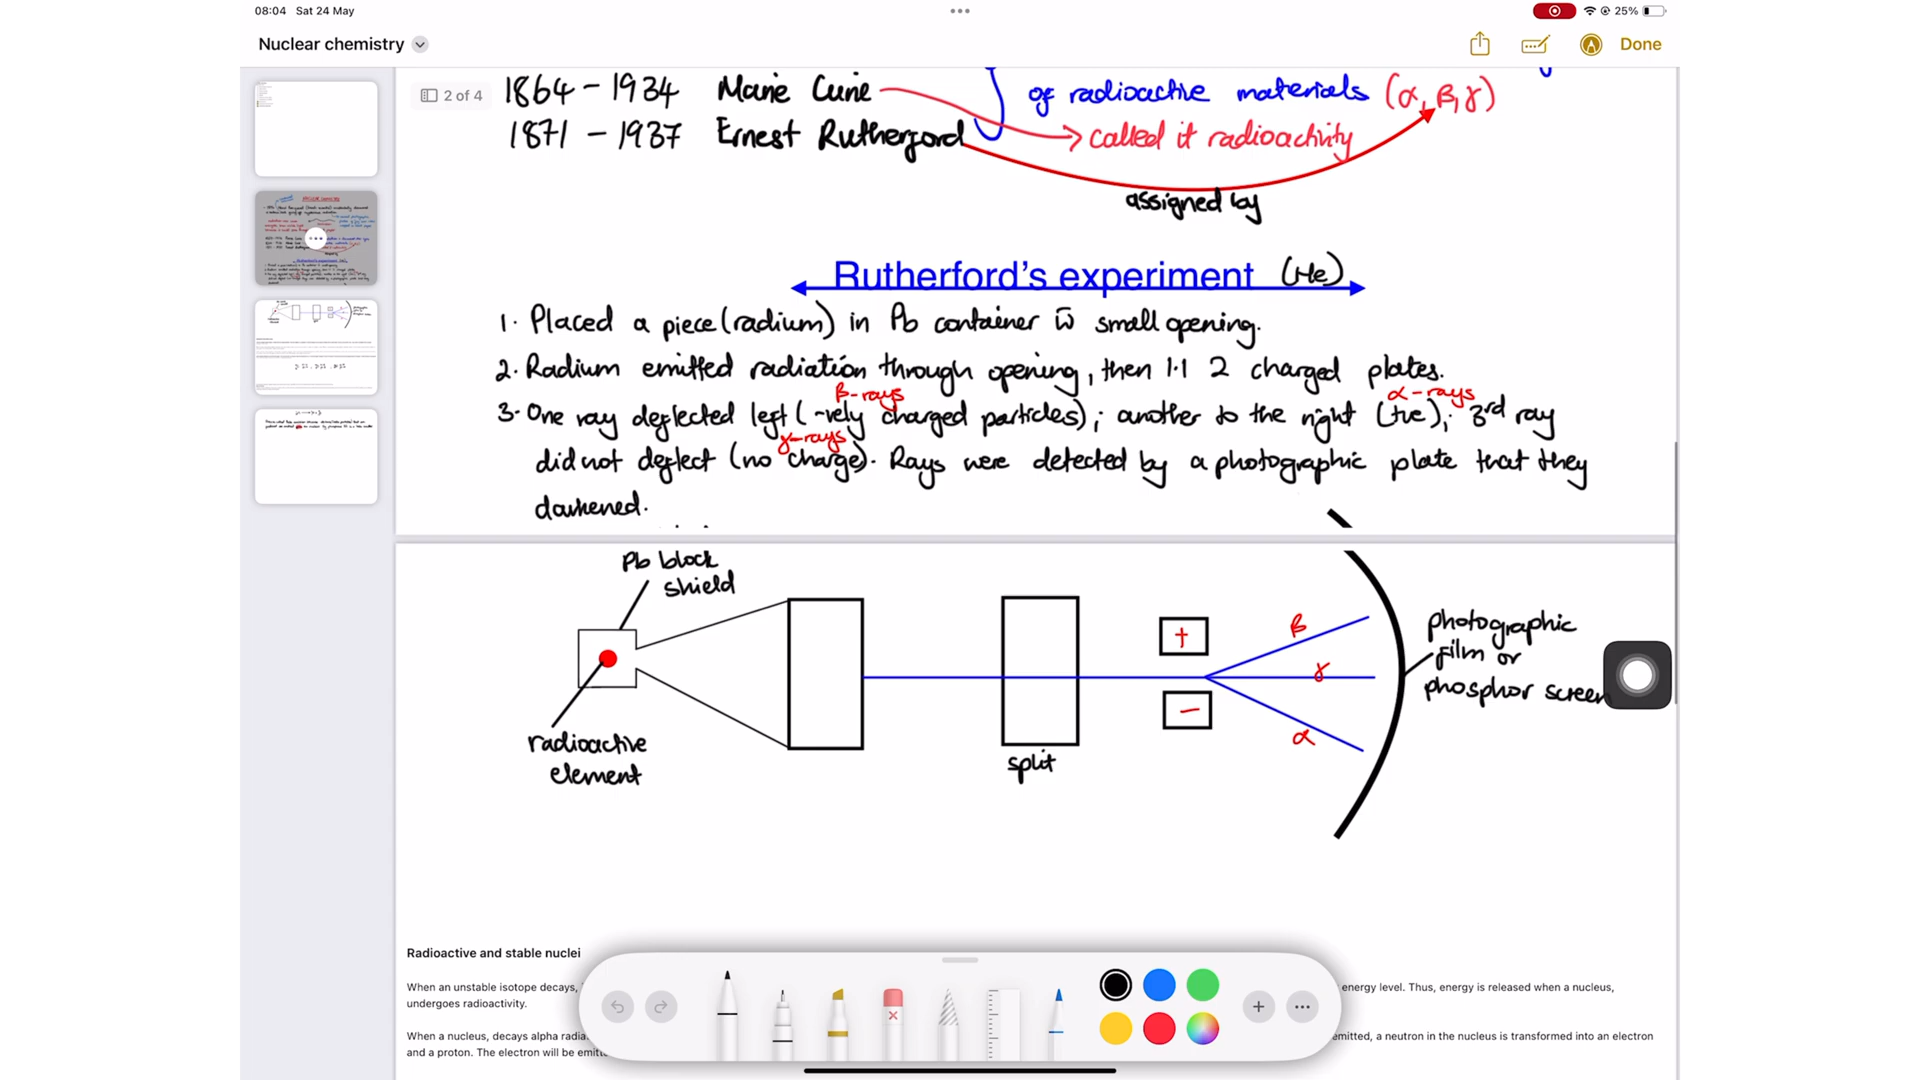 08:04 Sat 24 May
25%
Nuclear chemistry
Done
2 of 4
1864 - 1934 Marie Curie
of radioactive materials (α, β, γ)
1871 - 1937 Ernest Rutherford
called it radioactivity
assigned by
Rutherford's experiment (He)
1. Placed a piece (radium) in Pb container w̅ small opening.
2. Radium emitted radiation through opening, then 1·1 2 charged plates.
β-rays α-rays
3. One ray deflected left (-vely charged particles); another to the right (+ve); 3rd ray
γ-rays
did not deflect (no charge). Rays were detected by a photographic plate that they
darkened.
Pb block
shield
radioactive
element
split
+
−
β
γ
α
photographic
film or
phosphor screen
Radioactive and stable nuclei
When an unstable isotope decays,
energy level. Thus, energy is released when a nucleus,
undergoes radioactivity.
When a nucleus, decays alpha radia
emitted, a neutron in the nucleus is transformed into an electron
and a proton. The electron will be emitt